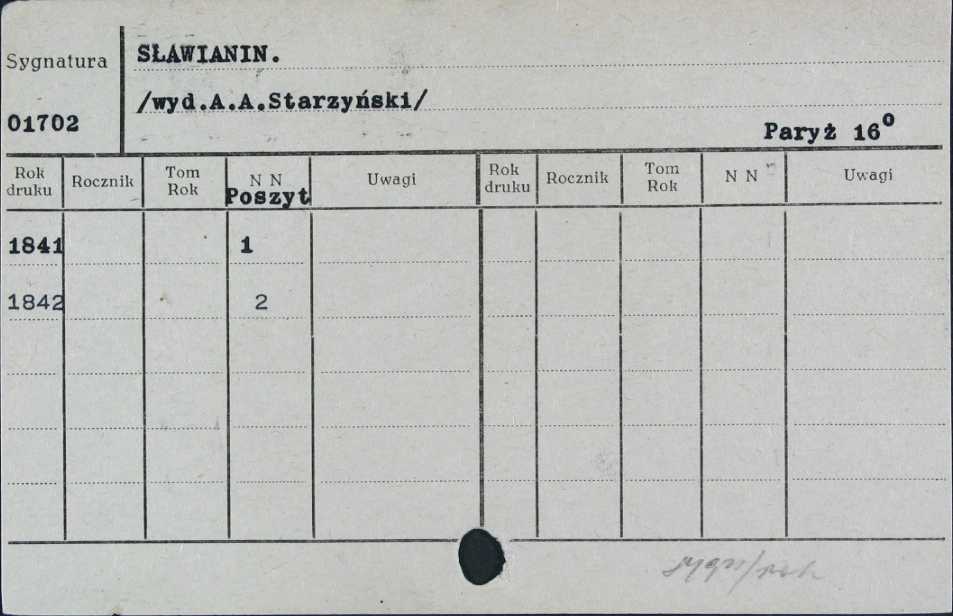 Sygnatura
SŁAWIANIN.
/wyd.A.A.Starzyński/
01702
Paryż 16°
Rok druku Rocznik Tom Rok N N Poszyt Uwagi Rok druku Rocznik Tom Rok N N Uwagi
1841 1
1842 2